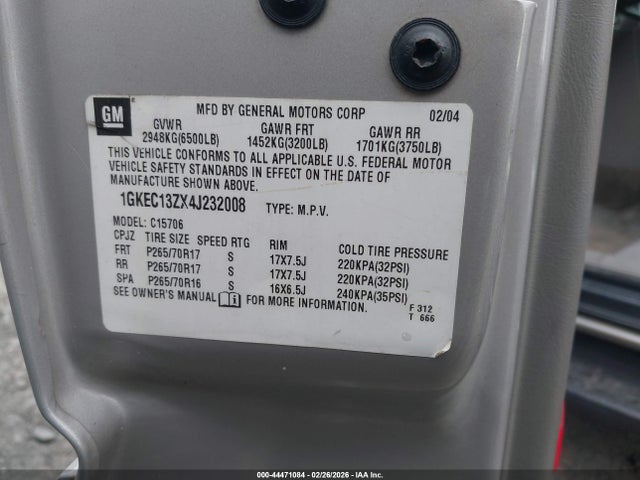 GM
MFD BY GENERAL MOTORS CORP 02/04
GVWR GAWR FRT GAWR RR
2948KG(6500LB) 1452KG(3200LB) 1701KG(3750LB)
THIS VEHICLE CONFORMS TO ALL APPLICABLE U.S. FEDERAL MOTOR
VEHICLE SAFETY STANDARDS IN EFFECT ON THE DATE OF
MANUFACTURE SHOWN ABOVE.
1GKEC13ZX4J232008 TYPE: M.P.V.
MODEL: C15706
CPJZ TIRE SIZE SPEED RTG RIM COLD TIRE PRESSURE
FRT P265/70R17 S 17X7.5J 220KPA(32PSI)
RR P265/70R17 S 17X7.5J 220KPA(32PSI)
SPA P265/70R16 S 16X6.5J 240KPA(35PSI)
SEE OWNER'S MANUAL FOR MORE INFORMATION.
F 312
T 666
000-44471084 - 02/26/2026 - IAAI Corp.